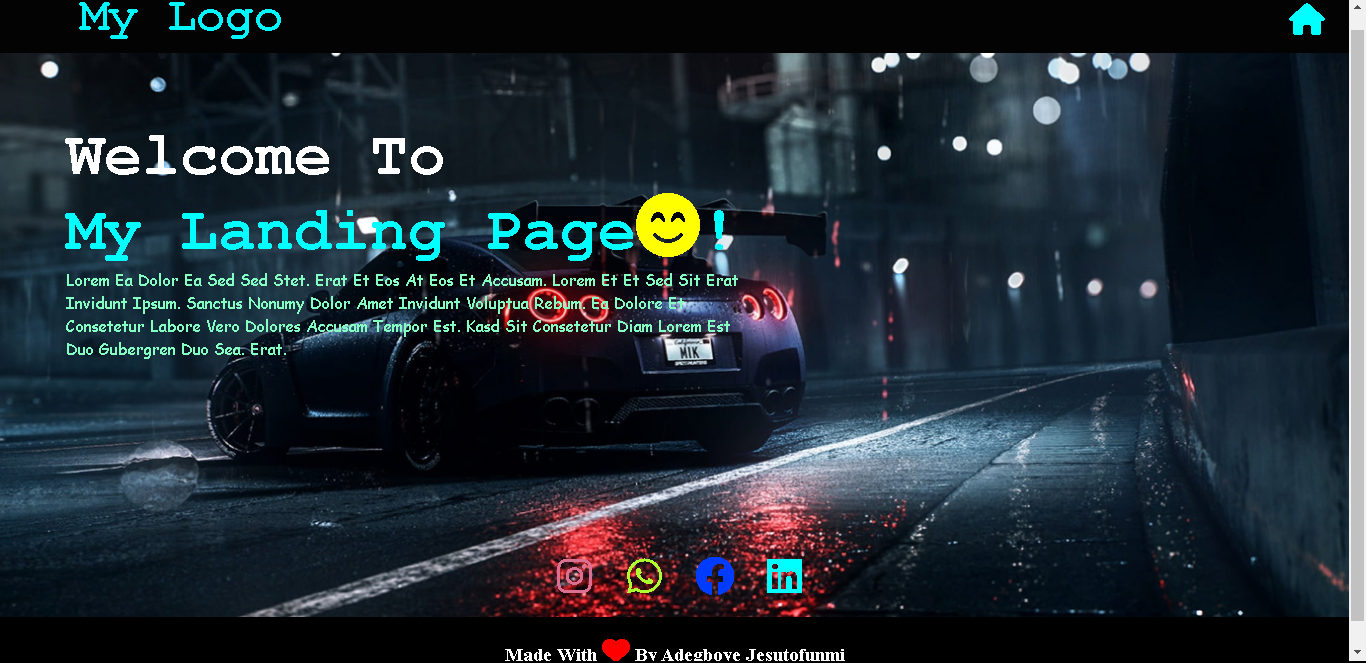 My Logo
Welcome To
My Landing Page😊!
Lorem Ea Dolor Ea Sed Sed Stet. Erat Et Eos At Eos Et Accusam. Lorem Et Et Sed Sit Erat
Invidunt Ipsum. Sanctus Nonumy Dolor Amet Invidunt Voluptua Rebum. Ea Dolore Et
Consetetur Labore Vero Dolores Accusam Tempor Est. Kasd Sit Consetetur Diam Lorem Est
Duo Gubergren Duo Sea. Erat.
MIK
in
Made With ❤ By Adegboye Jesutofunmi